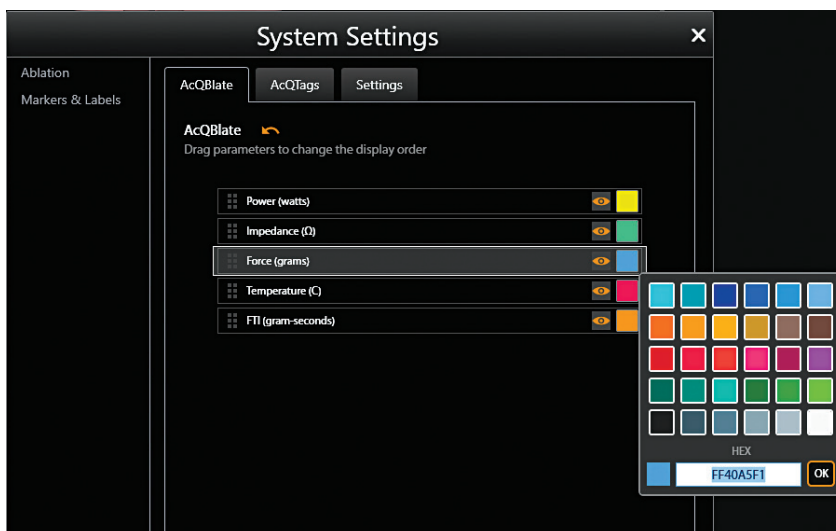 System Settings
×
Ablation
Markers & Labels
AcQBlate
AcQTags
Settings
AcQBlate
Drag parameters to change the display order
Power (watts)
Impedance (Ω)
Force (grams)
Temperature (C)
FTI (gram-seconds)
HEX
FF40A5F1
OK